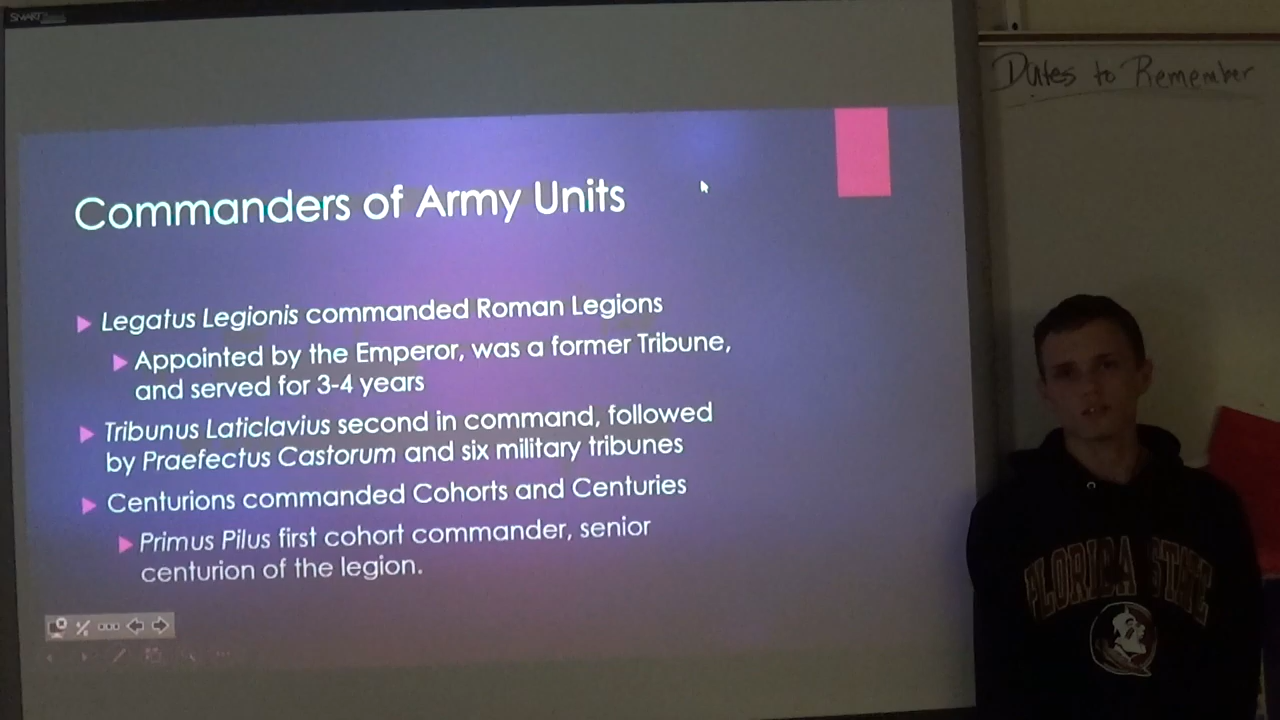 SMART
Dates to Remember
Commanders of Army Units
Legatus Legionis commanded Roman Legions
Appointed by the Emperor, was a former Tribune,
and served for 3-4 years
Tribunus Laticlavius second in command, followed
by Praefectus Castorum and six military tribunes
Centurions commanded Cohorts and Centuries
Primus Pilus first cohort commander, senior
centurion of the legion.
FLORIDA STATE